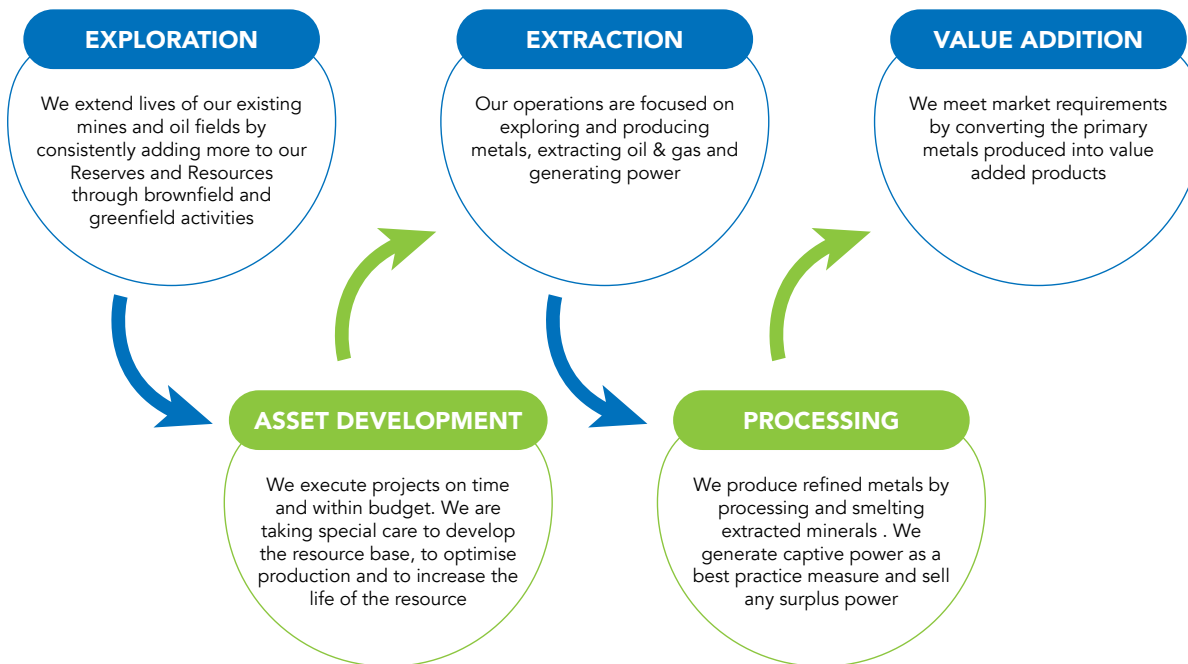 EXPLORATION
We extend lives of our existing
mines and oil fields by
consistently adding more to our
Reserves and Resources
through brownfield and
greenfield activities
ASSET DEVELOPMENT
We execute projects on time
and within budget. We are
taking special care to develop
the resource base, to optimise
production and to increase the
life of the resource
EXTRACTION
Our operations are focused on
exploring and producing
metals, extracting oil & gas and
generating power
PROCESSING
We produce refined metals by
processing and smelting
extracted minerals . We
generate captive power as a
best practice measure and sell
any surplus power
VALUE ADDITION
We meet market requirements
by converting the primary
metals produced into value
added products